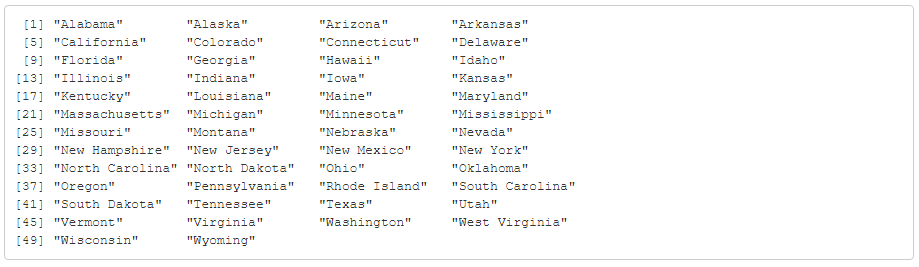 [1] "Alabama" "Alaska" "Arizona" "Arkansas"
[5] "California" "Colorado" "Connecticut" "Delaware"
[9] "Florida" "Georgia" "Hawaii" "Idaho"
[13] "Illinois" "Indiana" "Iowa" "Kansas"
[17] "Kentucky" "Louisiana" "Maine" "Maryland"
[21] "Massachusetts" "Michigan" "Minnesota" "Mississippi"
[25] "Missouri" "Montana" "Nebraska" "Nevada"
[29] "New Hampshire" "New Jersey" "New Mexico" "New York"
[33] "North Carolina" "North Dakota" "Ohio" "Oklahoma"
[37] "Oregon" "Pennsylvania" "Rhode Island" "South Carolina"
[41] "South Dakota" "Tennessee" "Texas" "Utah"
[45] "Vermont" "Virginia" "Washington" "West Virginia"
[49] "Wisconsin" "Wyoming"